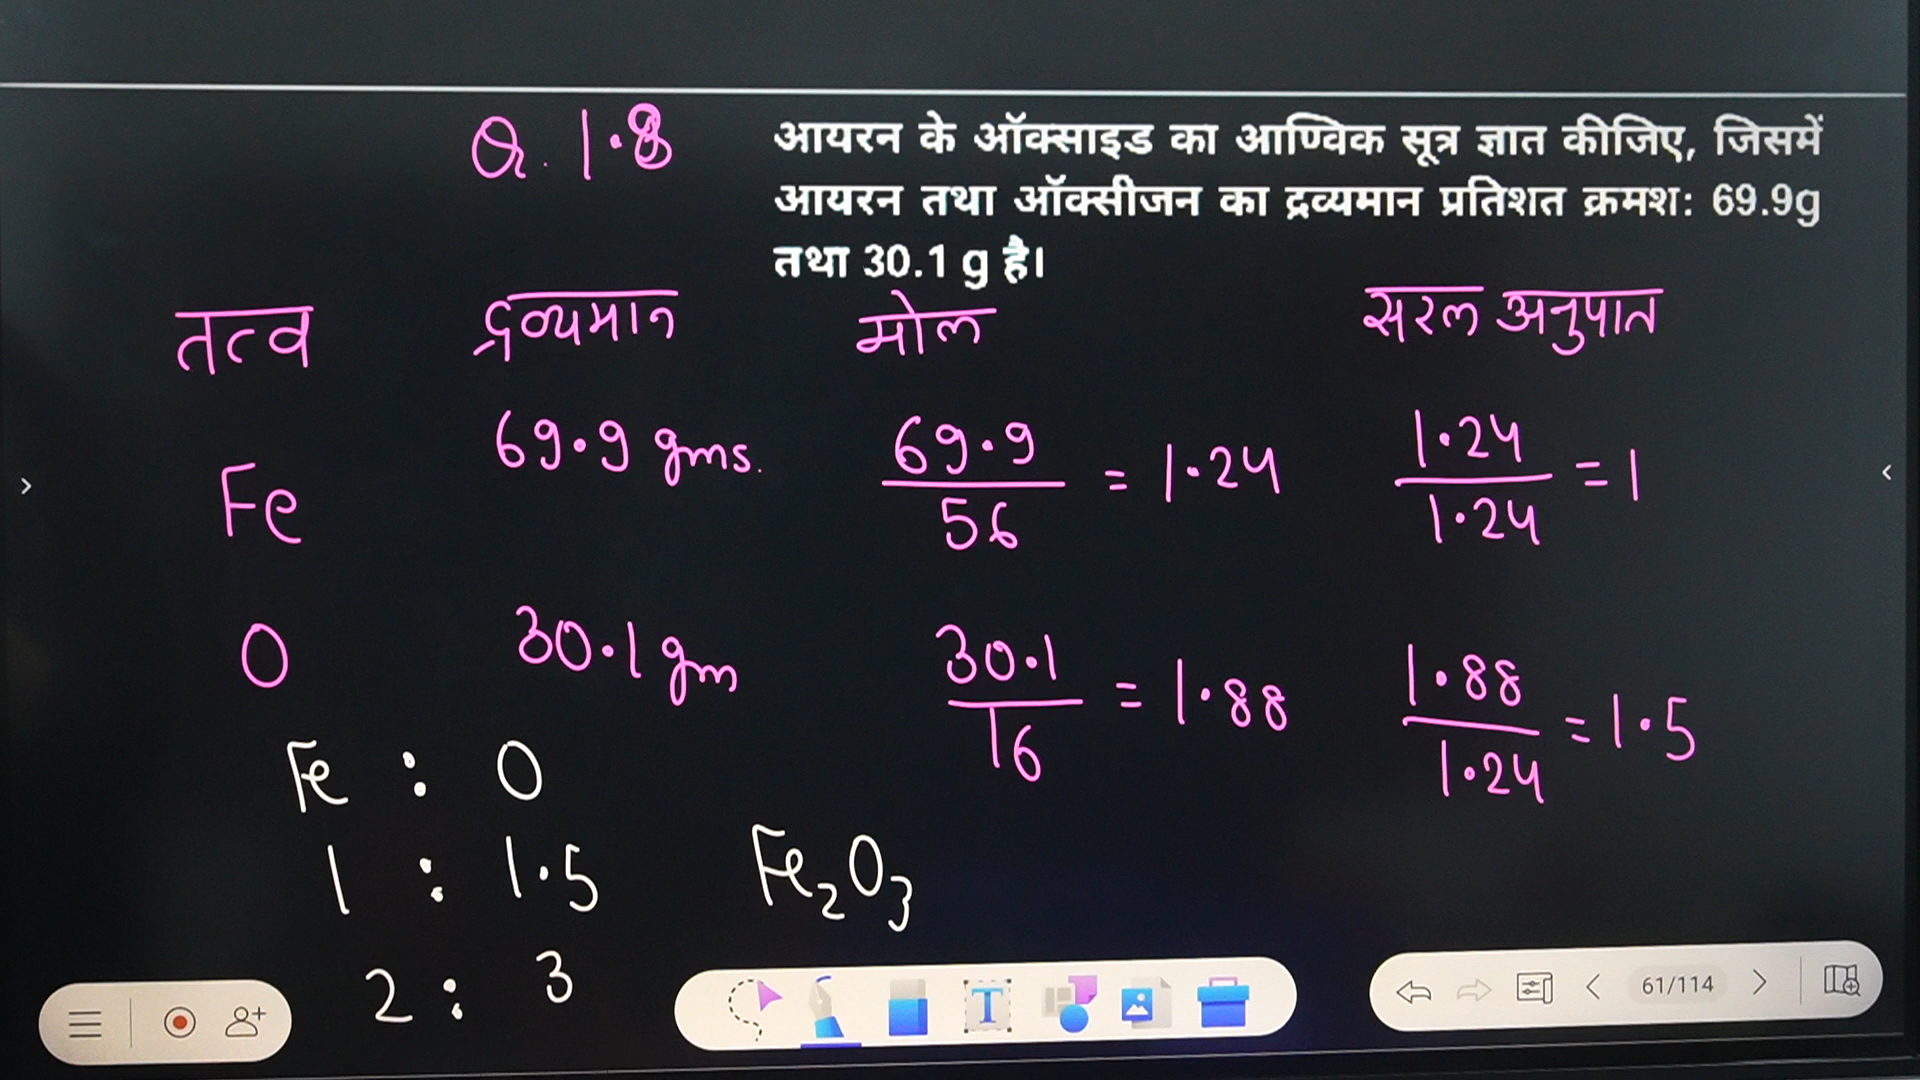 Q. 1.8
आयरन के ऑक्साइड का आण्विक सूत्र ज्ञात कीजिए, जिसमें
आयरन तथा ऑक्सीजन का द्रव्यमान प्रतिशत क्रमश: 69.9g
तथा 30.1 g है।
तत्व द्रव्यमान मोल सरल अनुपात
Fe 69.9 gms. 69.9/56 = 1.24 1.24/1.24 = 1
O 30.1 gm 30.1/16 = 1.88 1.88/1.24 = 1.5
Fe : O
1 : 1.5 Fe₂O₃
2 : 3
T
61/114